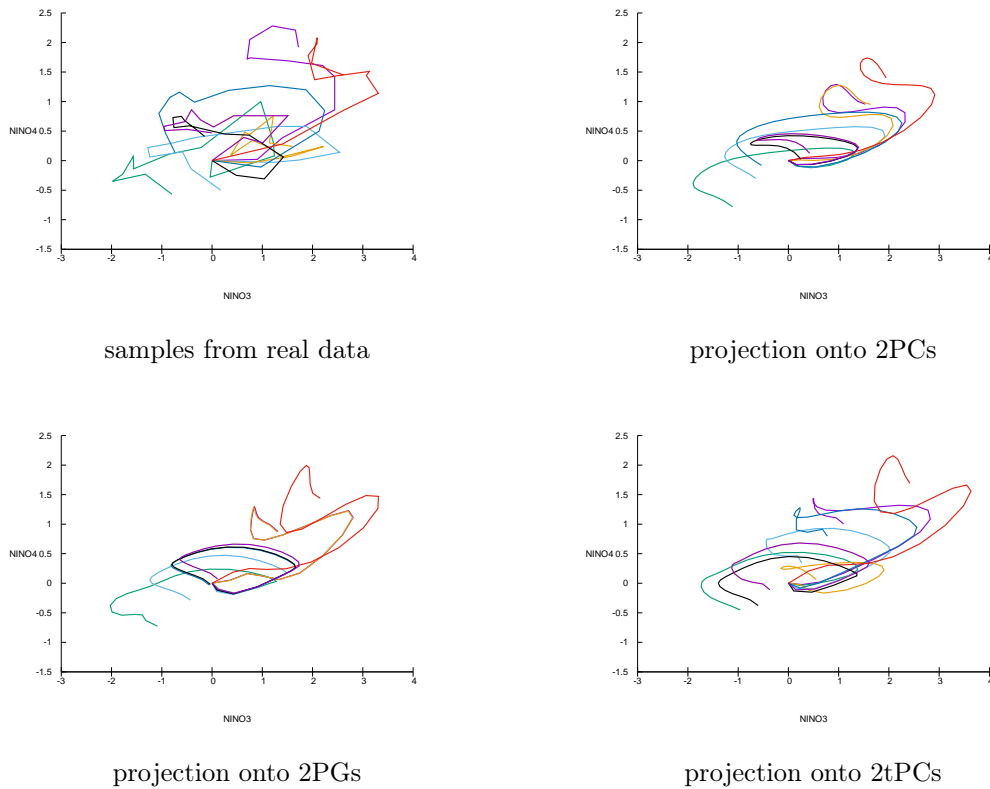 2.5
2
1.5
1
NINO4 0.5
0
-0.5
-1
-1.5
-3 -2 -1 0 1 2 3 4
NINO3
samples from real data
2.5
2
1.5
1
NINO4 0.5
0
-0.5
-1
-1.5
-3 -2 -1 0 1 2 3 4
NINO3
projection onto 2PCs
2.5
2
1.5
1
NINO4 0.5
0
-0.5
-1
-1.5
-3 -2 -1 0 1 2 3 4
NINO3
projection onto 2PGs
2.5
2
1.5
1
NINO4 0.5
0
-0.5
-1
-1.5
-3 -2 -1 0 1 2 3 4
NINO3
projection onto 2tPCs